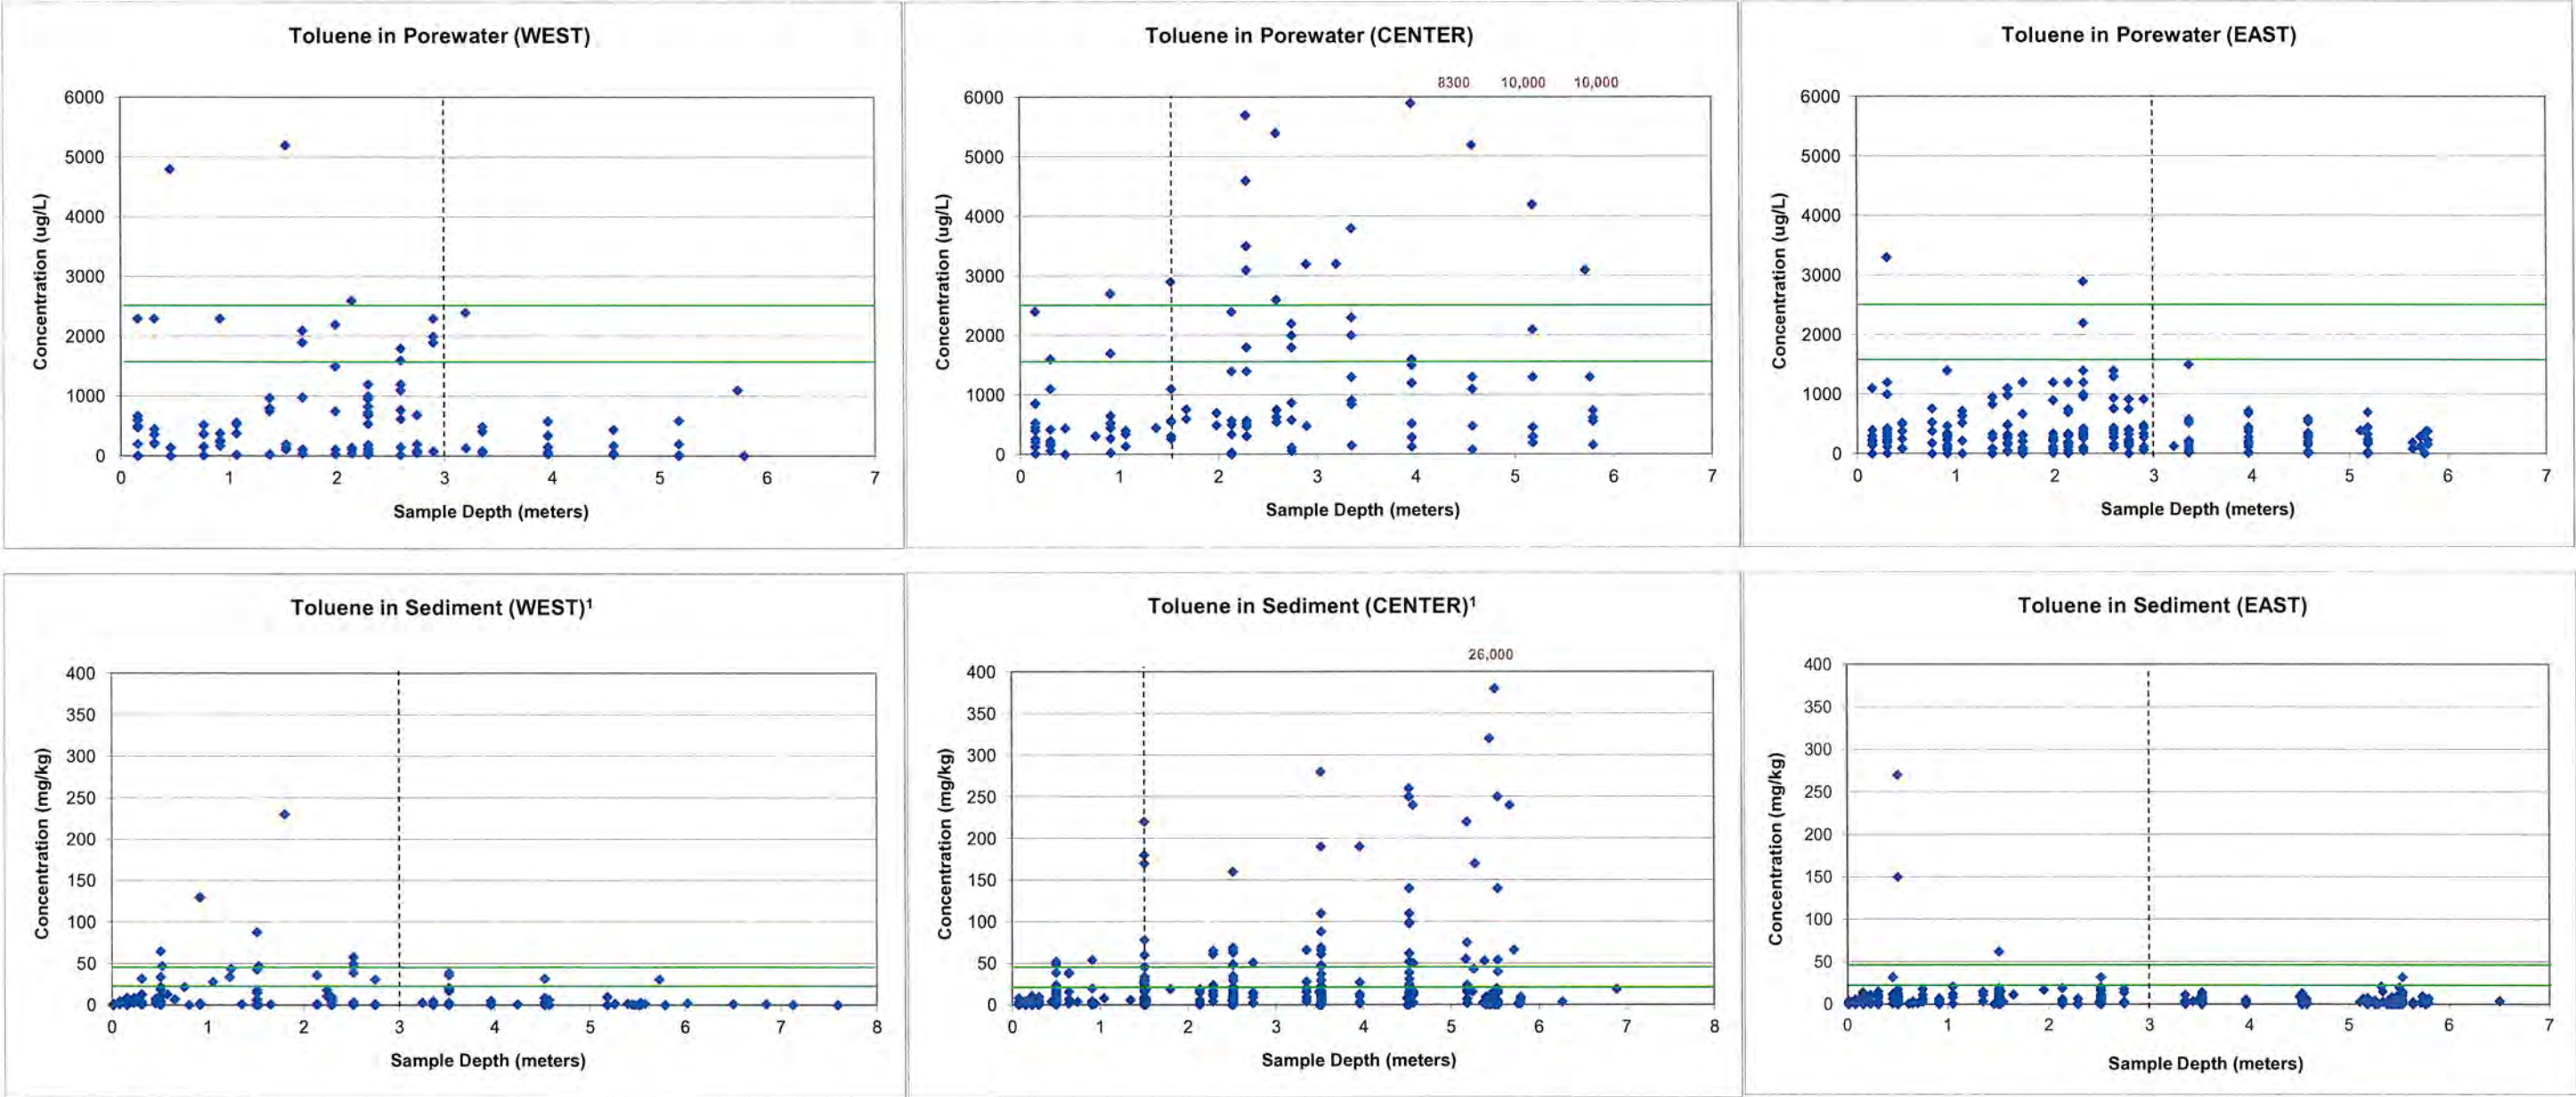 Toluene in Porewater (WEST)
6000
5000
4000
3000
2000
1000
0
Concentration (ug/L)
0 1 2 3 4 5 6 7
Sample Depth (meters)
Toluene in Porewater (CENTER)
8300 10,000 10,000
6000
5000
4000
3000
2000
1000
0
Concentration (ug/L)
0 1 2 3 4 5 6 7
Sample Depth (meters)
Toluene in Porewater (EAST)
6000
5000
4000
3000
2000
1000
0
Concentration (ug/L)
0 1 2 3 4 5 6 7
Sample Depth (meters)
Toluene in Sediment (WEST)¹
400
350
300
250
200
150
100
50
0
Concentration (mg/kg)
0 1 2 3 4 5 6 7 8
Sample Depth (meters)
Toluene in Sediment (CENTER)¹
26,000
400
350
300
250
200
150
100
50
0
Concentration (mg/kg)
0 1 2 3 4 5 6 7 8
Sample Depth (meters)
Toluene in Sediment (EAST)
400
350
300
250
200
150
100
50
0
Concentration (mg/kg)
0 1 2 3 4 5 6 7
Sample Depth (meters)